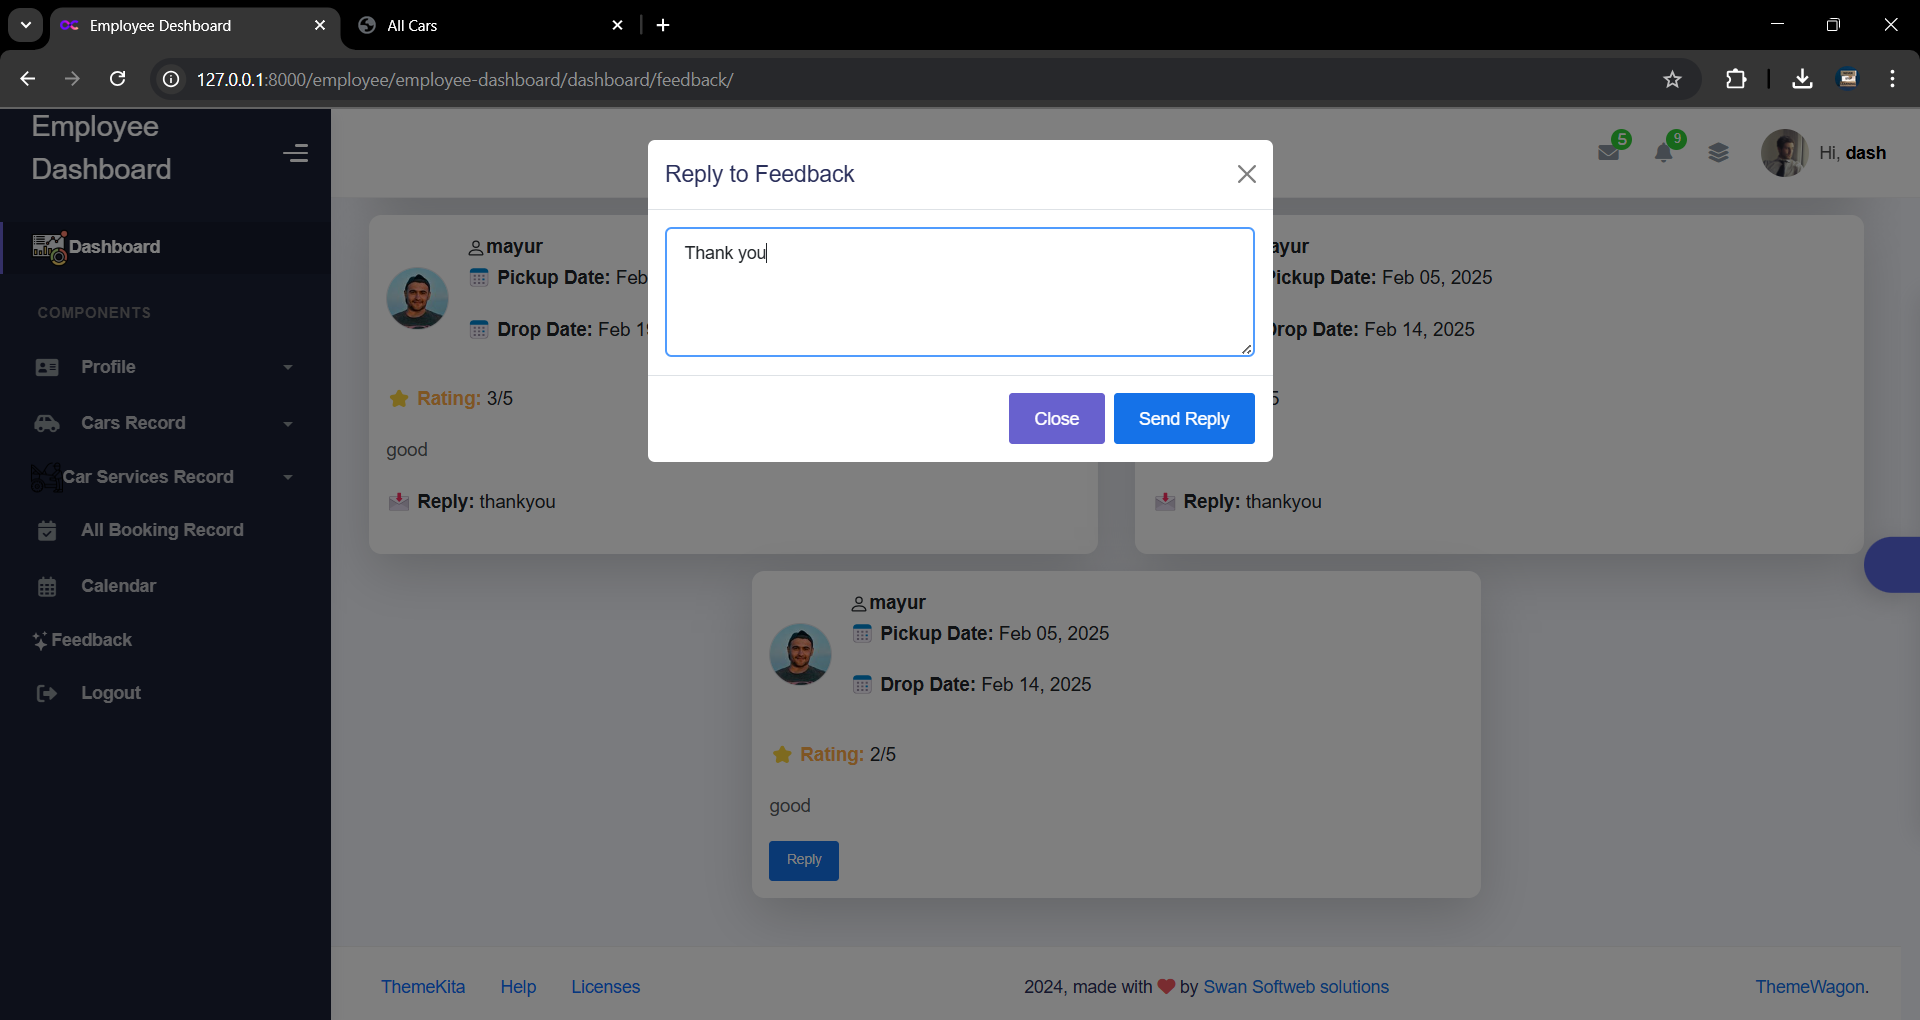 Employee Deshboard
All Cars
127.0.0.1:8000/employee/employee-dashboard/dashboard/feedback/
Employee
Dashboard
5
9
Hi, dash
Dashboard
COMPONENTS
Profile
Cars Record
Car Services Record
All Booking Record
Calendar
Feedback
Logout
Reply to Feedback
Thank you
Close
Send Reply
mayur
Pickup Date: Feb
Drop Date: Feb 19
Rating: 3/5
good
Reply: thankyou
ayur
ickup Date: Feb 05, 2025
rop Date: Feb 14, 2025
5
Reply: thankyou
mayur
Pickup Date: Feb 05, 2025
Drop Date: Feb 14, 2025
Rating: 2/5
good
Reply
ThemeKita
Help
Licenses
2024, made with ❤ by Swan Softweb solutions
ThemeWagon.